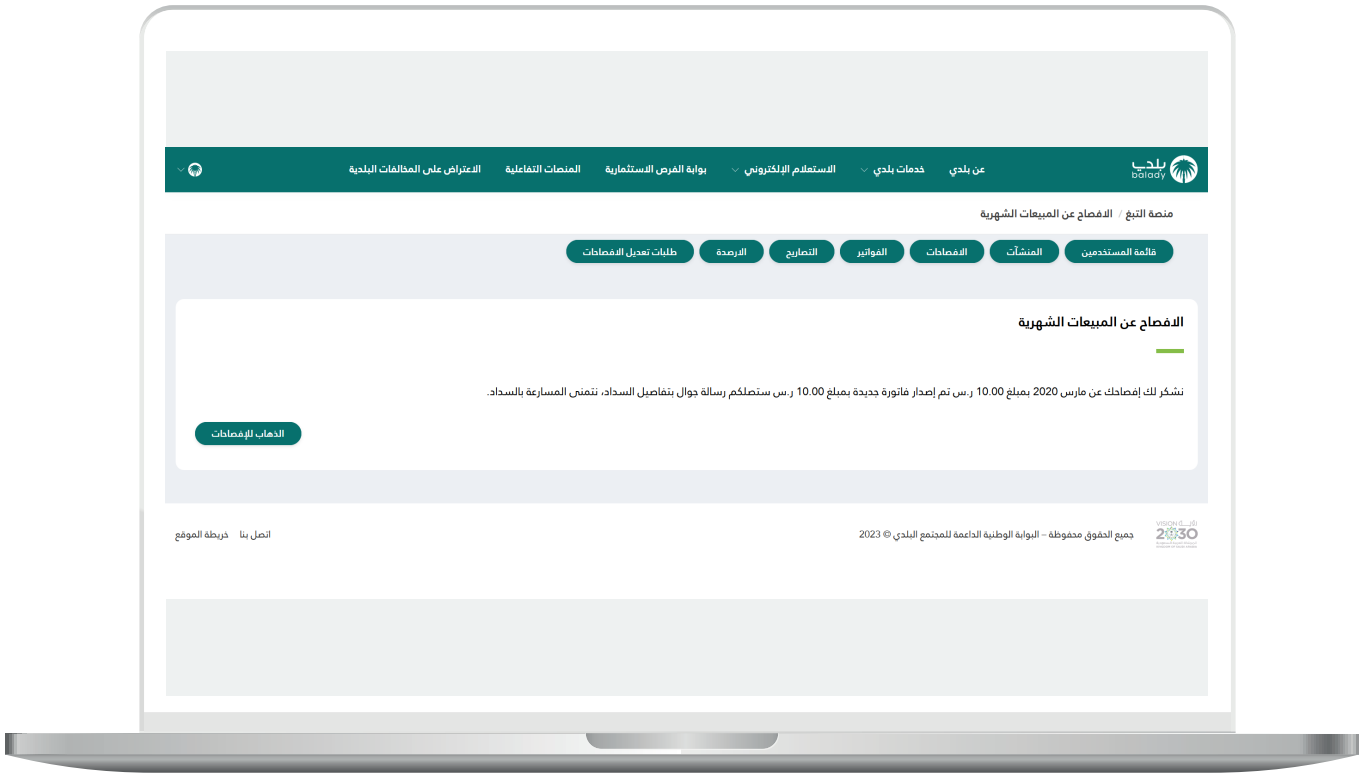 بلدي
balady
عن بلدي
خدمات بلدي
الاستعلام الإلكتروني
بوابة الفرص الاستثمارية
المنصات التفاعلية
الاعتراض على المخالفات البلدية
منصة التبغ / الافصاح عن المبيعات الشهرية
قائمة المستخدمين
المنشآت
الافصاحات
الفواتير
التصاريح
الارصدة
طلبات تعديل الافصاحات
الافصاح عن المبيعات الشهرية
نشكر لك إفصاحك عن مارس 2020 بمبلغ 10.00 ر.س تم إصدار فاتورة جديدة بمبلغ 10.00 ر.س ستصلكم رسالة جوال بتفاصيل السداد، نتمنى المسارعة بالسداد.
الذهاب للإفصاحات
VISION رؤيـــة
2030
جميع الحقوق محفوظة – البوابة الوطنية الداعمة للمجتمع البلدي © 2023
اتصل بنا
خريطة الموقع